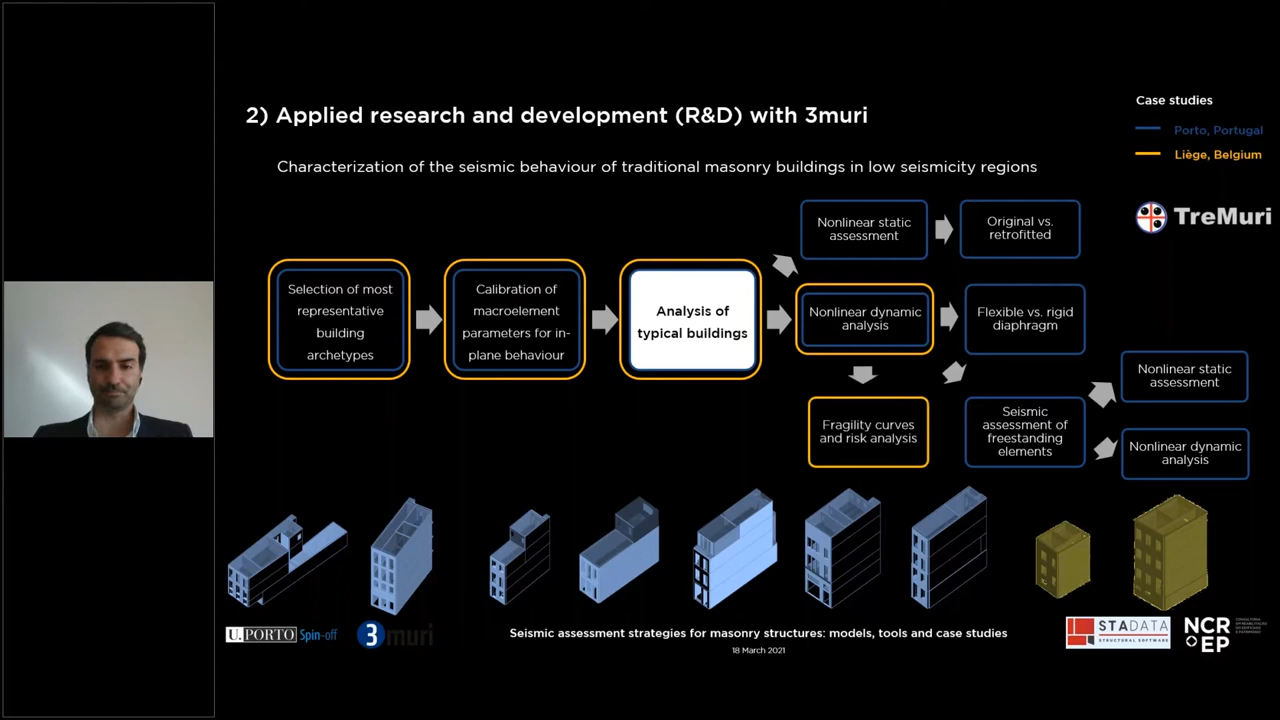 2) Applied research and development (R&D) with 3muri
Characterization of the seismic behaviour of traditional masonry buildings in low seismicity regions
Case studies
Porto, Portugal
Liège, Belgium
TreMuri
Selection of most
representative
building
archetypes
Calibration of
macroelement
parameters for in-
plane behaviour
Analysis of
typical buildings
Nonlinear static
assessment
Original vs.
retrofitted
Nonlinear dynamic
analysis
Flexible vs. rigid
diaphragm
Fragility curves
and risk analysis
Seismic
assessment of
freestanding
elements
Nonlinear static
assessment
Nonlinear dynamic
analysis
U.PORTO Spin-off
3muri
Seismic assessment strategies for masonry structures: models, tools and case studies
18 March 2021
STADATA
STRUCTURAL SOFTWARE
NCR
EP